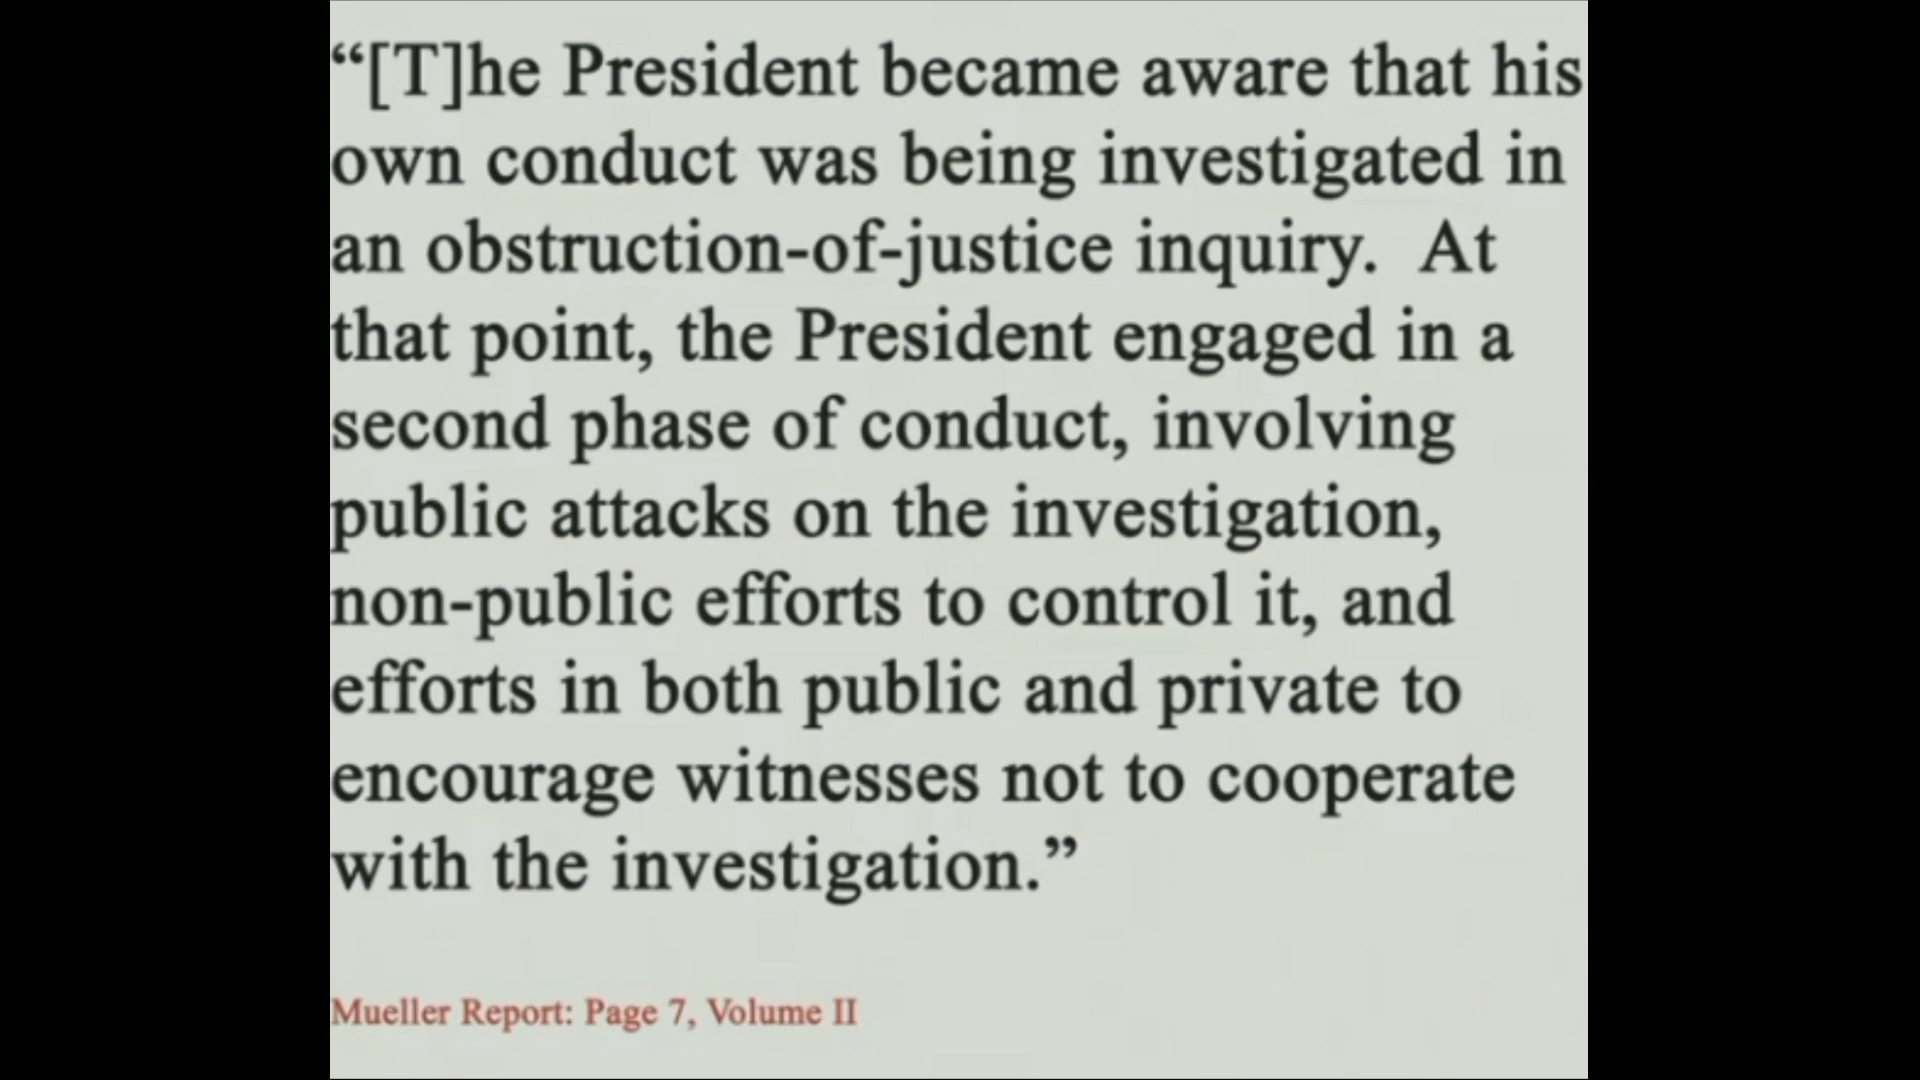 “[T]he President became aware that his
own conduct was being investigated in
an obstruction-of-justice inquiry.  At
that point, the President engaged in a
second phase of conduct, involving
public attacks on the investigation,
non-public efforts to control it, and
efforts in both public and private to
encourage witnesses not to cooperate
with the investigation.”
Mueller Report: Page 7, Volume II